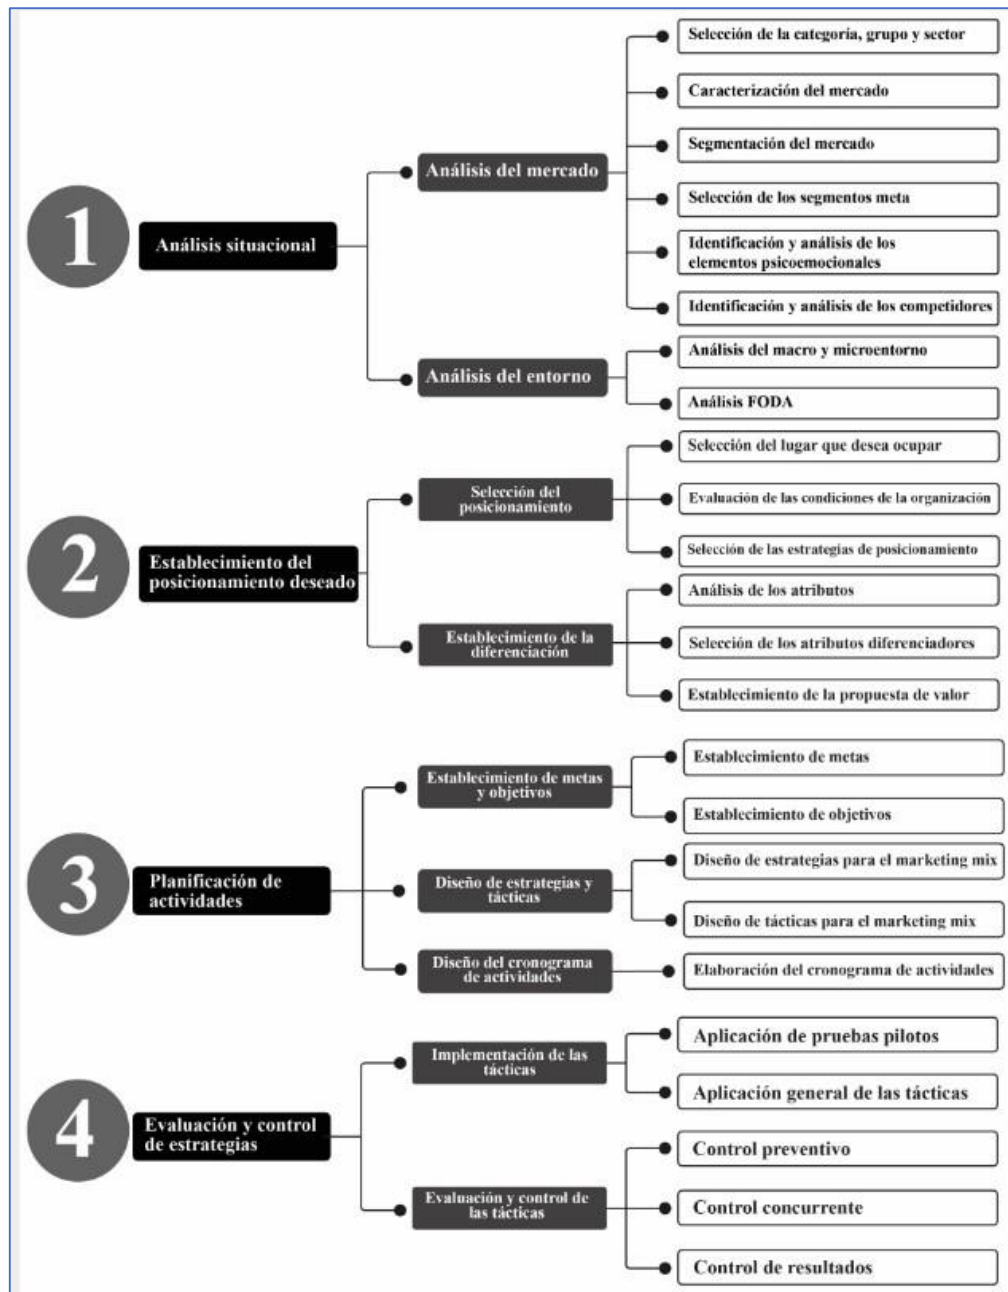 1
Análisis situacional
Análisis del mercado
Selección de la categoría, grupo y sector
Caracterización del mercado
Segmentación del mercado
Selección de los segmentos meta
Identificación y análisis de los
elementos psicoemocionales
Identificación y análisis de los competidores
Análisis del entorno
Análisis del macro y microentorno
Análisis FODA
2
Establecimiento del
posicionamiento deseado
Selección del
posicionamiento
Selección del lugar que desea ocupar
Evaluación de las condiciones de la organización
Selección de las estrategias de posicionamiento
Establecimiento de la
diferenciación
Análisis de los atributos
Selección de los atributos diferenciadores
Establecimiento de la propuesta de valor
3
Planificación de
actividades
Establecimiento de metas
y objetivos
Establecimiento de metas
Establecimiento de objetivos
Diseño de estrategias y
tácticas
Diseño de estrategias para el marketing mix
Diseño de tácticas para el marketing mix
Diseño del cronograma
de actividades
Elaboración del cronograma de actividades
4
Evaluación y control
de estrategias
Implementación de las
tácticas
Aplicación de pruebas pilotos
Aplicación general de las tácticas
Evaluación y control de
las tácticas
Control preventivo
Control concurrente
Control de resultados